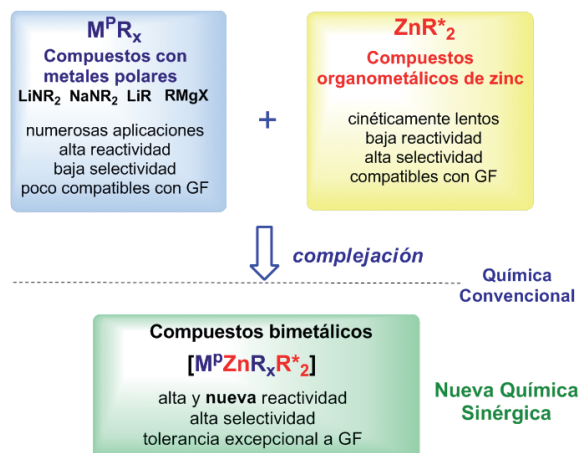 MᴾRₓ
Compuestos con
metales polares
LiNR₂ NaNR₂ LiR RMgX
numerosas aplicaciones
alta reactividad
baja selectividad
poco compatibles con GF
+
ZnR*₂
Compuestos
organometálicos de zinc
cinéticamente lentos
baja reactividad
alta selectividad
compatibles con GF
complejación
Química
Convencional
Compuestos bimetálicos
[MᵖZnRₓR*₂]
alta y nueva reactividad
alta selectividad
tolerancia excepcional a GF
Nueva Química
Sinérgica